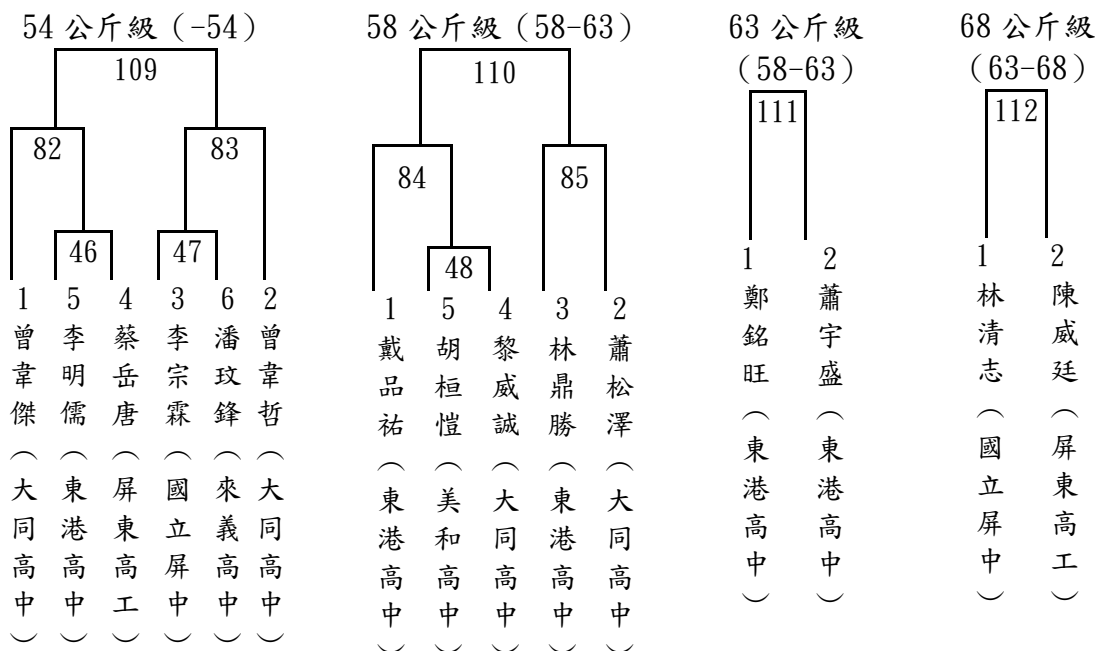 54 公斤級（-54）
109
82
83
46
47
1 曾韋傑（大同高中）
5 李明儒（東港高中）
4 蔡岳唐（屏東高工）
3 李宗霖（國立屏中）
6 潘玟鋒（來義高中）
2 曾韋哲（大同高中）
58 公斤級（58-63）
110
84
85
48
1 戴品祐（東港高中）
5 胡桓愷（美和高中）
4 黎威誠（大同高中）
3 林鼎勝（東港高中）
2 蕭松澤（大同高中）
63 公斤級
（58-63）
111
1 鄭銘旺（東港高中）
2 蕭宇盛（東港高中）
68 公斤級
（63-68）
112
1 林清志（國立屏中）
2 陳威廷（屏東高工）